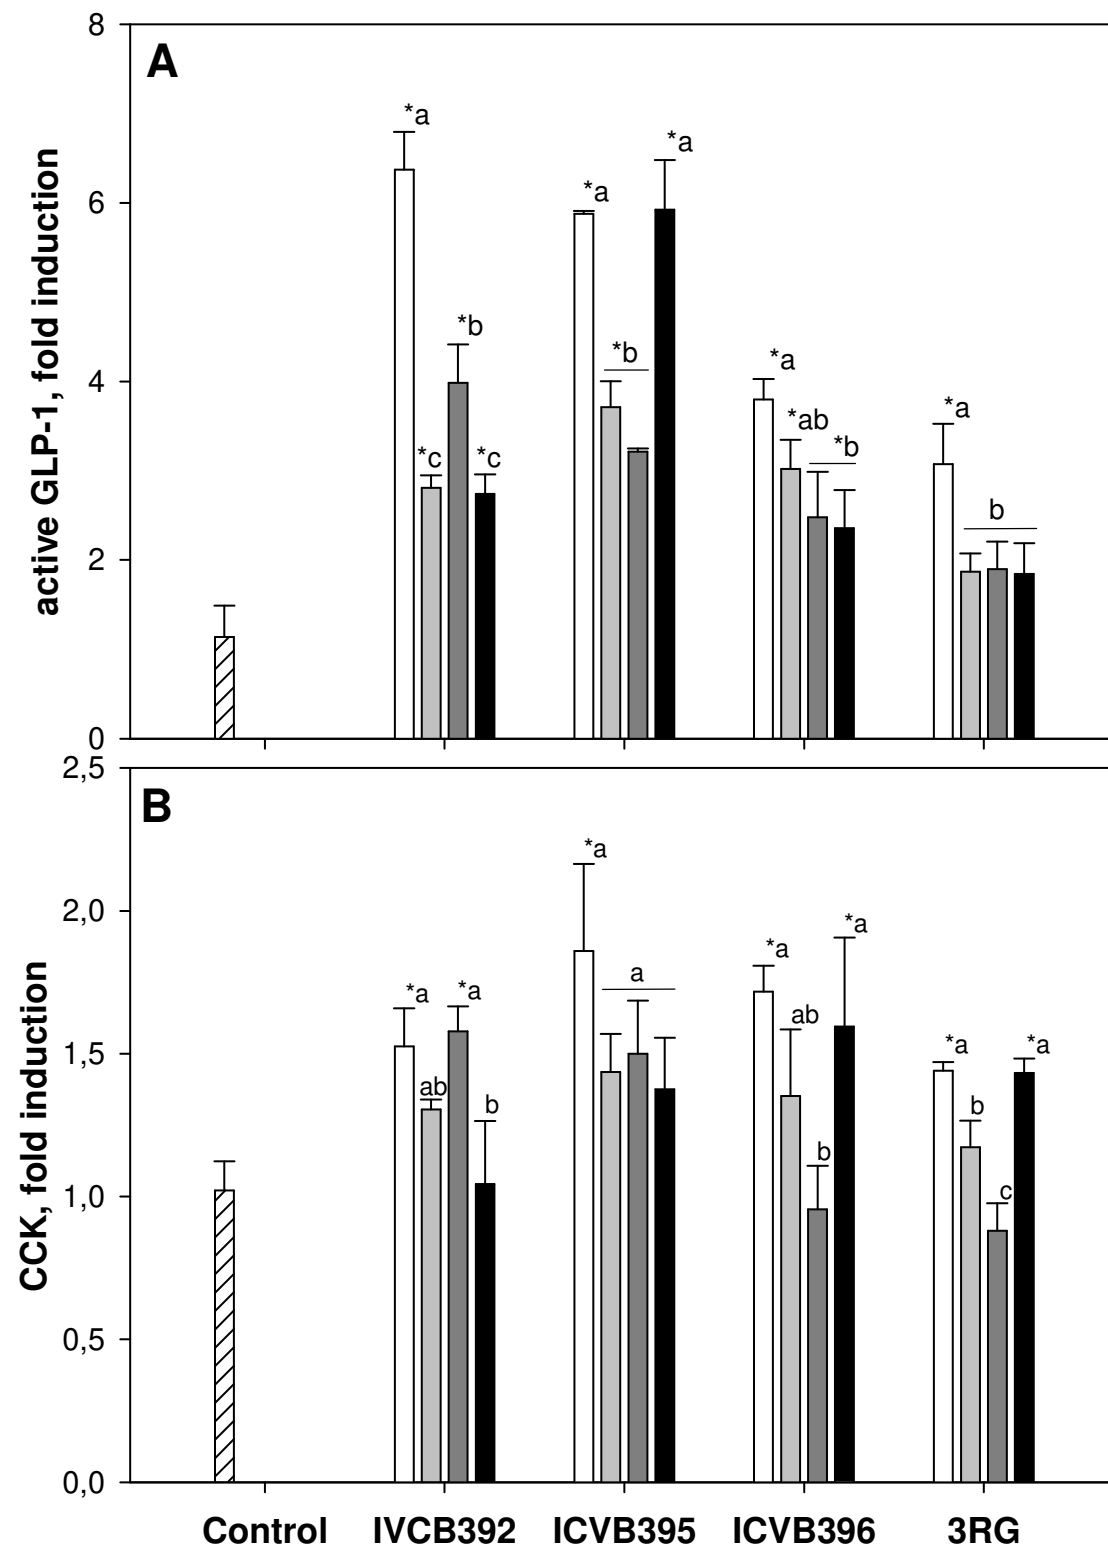 A
active GLP-1, fold induction
8
6
4
2
0
*a
*c
*b
*c
*a
*b
*a
*a
*ab
*b
*a
b
B
CCK, fold induction
2,5
2,0
1,5
1,0
0,5
0,0
*a
ab
*a
b
*a
a
*a
ab
b
*a
*a
b
c
*a
Control IVCB392 ICVB395 ICVB396 3RG